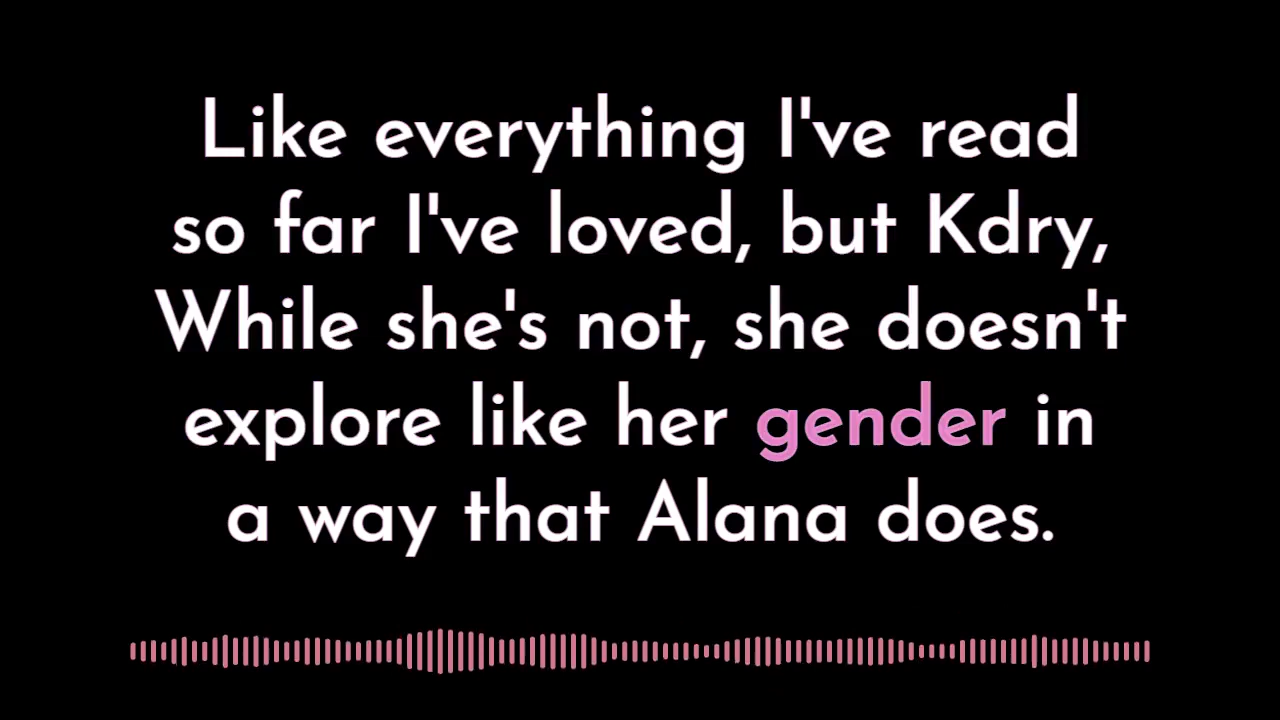 Like everything I've read
so far I've loved, but Kdry,
While she's not, she doesn't
explore like her gender in
a way that Alana does.